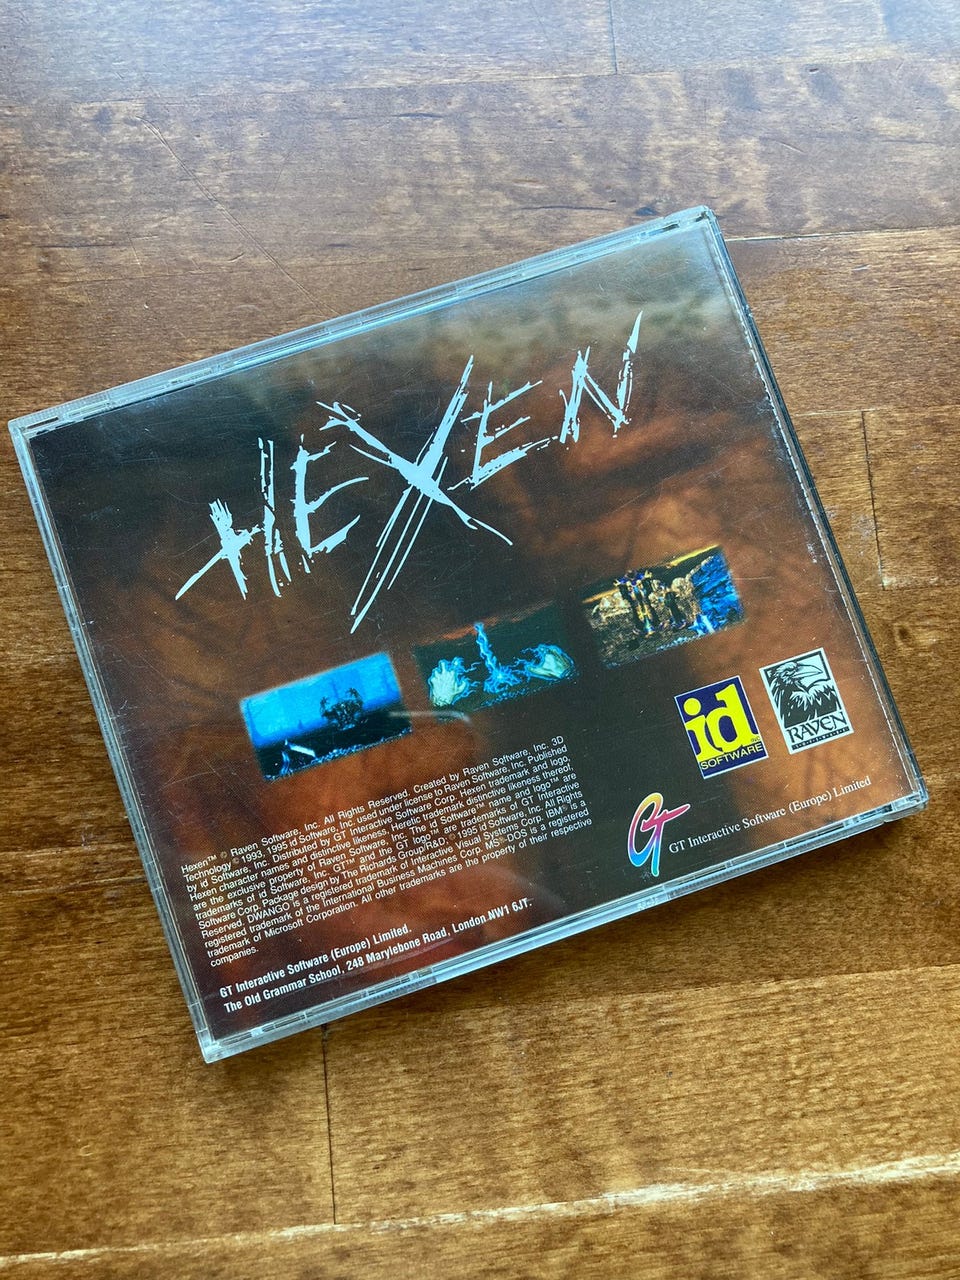 HEXEN
id
SOFTWARE
INC
RAVEN
GT
GT Interactive Software (Europe) Limited
Hexen™ © Raven Software, Inc. All Rights Reserved. Created by Raven Software, Inc. 3D
Technology © 1993, 1995 id Software, Inc. used under license to Raven Software, Inc. Published
by id Software, Inc. Distributed by GT Interactive Software Corp. Hexen trademark and logo,
Hexen character names and distinctive likeness, Heretic trademark distinctive likeness thereof,
are the exclusive property of Raven Software, Inc. The id Software™ name and logo™ are
trademarks of id Software, Inc. GT™ and the GT logo™ are trademarks of GT Interactive
Software Corp. Package design by The Richards Group/R&D. © 1995 id Software, Inc. All Rights
Reserved. DWANGO is a registered trademark of Interactive Visual Systems Corp. IBM® is a
registered trademark of the International Business Machines Corp. MS®-DOS is a registered
trademark of Microsoft Corporation. All other trademarks are the property of their respective
companies.
GT Interactive Software (Europe) Limited.
The Old Grammar School, 248 Marylebone Road, London NW1 6JT.